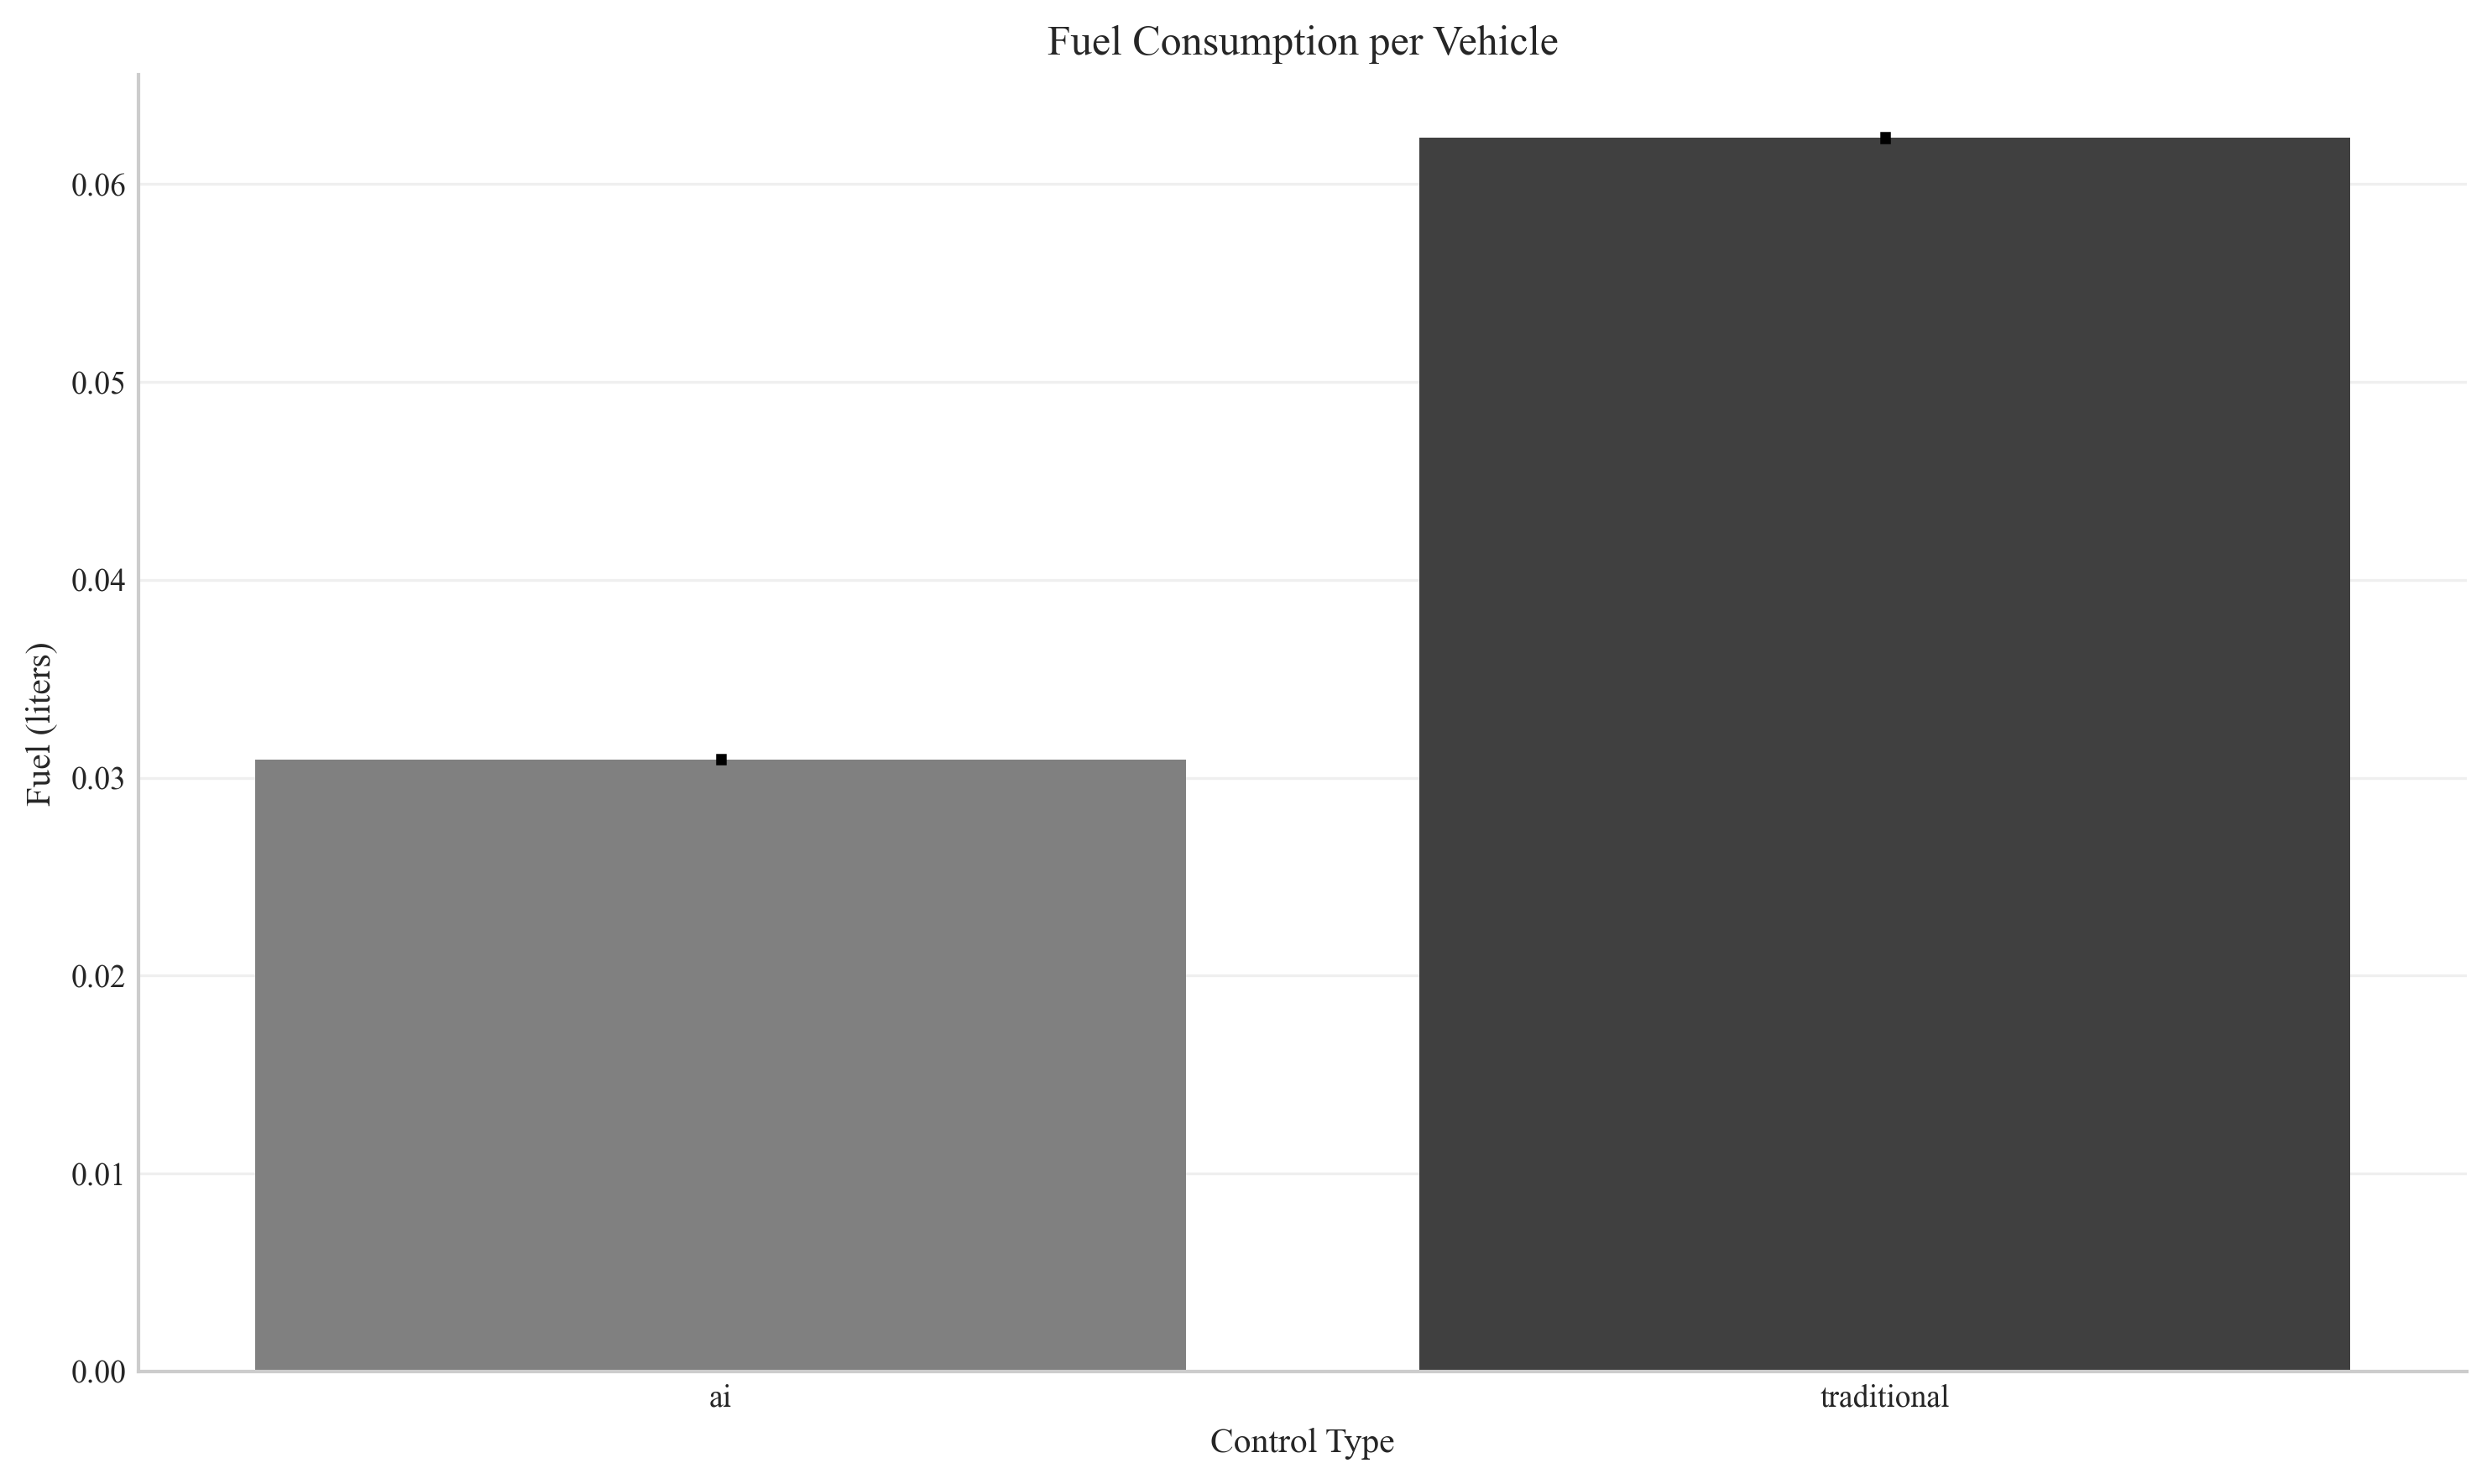 Fuel Consumption per Vehicle
Fuel (liters)
0.06
0.05
0.04
0.03
0.02
0.01
0.00
ai
traditional
Control Type